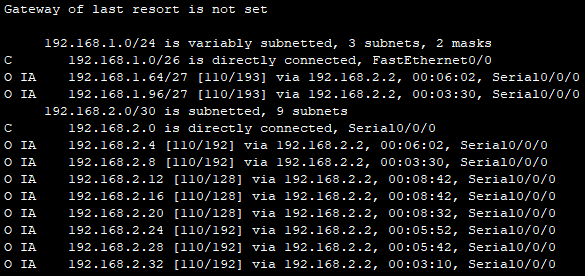 Gateway of last resort is not set

     192.168.1.0/24 is variably subnetted, 3 subnets, 2 masks
C       192.168.1.0/26 is directly connected, FastEthernet0/0
O IA    192.168.1.64/27 [110/193] via 192.168.2.2, 00:06:02, Serial0/0/0
O IA    192.168.1.96/27 [110/193] via 192.168.2.2, 00:03:30, Serial0/0/0
     192.168.2.0/30 is subnetted, 9 subnets
C       192.168.2.0 is directly connected, Serial0/0/0
O IA    192.168.2.4 [110/192] via 192.168.2.2, 00:06:02, Serial0/0/0
O IA    192.168.2.8 [110/192] via 192.168.2.2, 00:03:30, Serial0/0/0
O IA    192.168.2.12 [110/128] via 192.168.2.2, 00:08:42, Serial0/0/0
O IA    192.168.2.16 [110/128] via 192.168.2.2, 00:08:42, Serial0/0/0
O IA    192.168.2.20 [110/128] via 192.168.2.2, 00:08:32, Serial0/0/0
O IA    192.168.2.24 [110/192] via 192.168.2.2, 00:05:52, Serial0/0/0
O IA    192.168.2.28 [110/192] via 192.168.2.2, 00:05:42, Serial0/0/0
O IA    192.168.2.32 [110/192] via 192.168.2.2, 00:03:10, Serial0/0/0